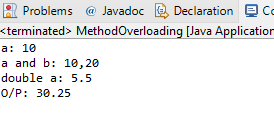 Problems @ Javadoc Declaration
<terminated> MethodOverloading [Java Application
a: 10
a and b: 10,20
double a: 5.5
O/P: 30.25